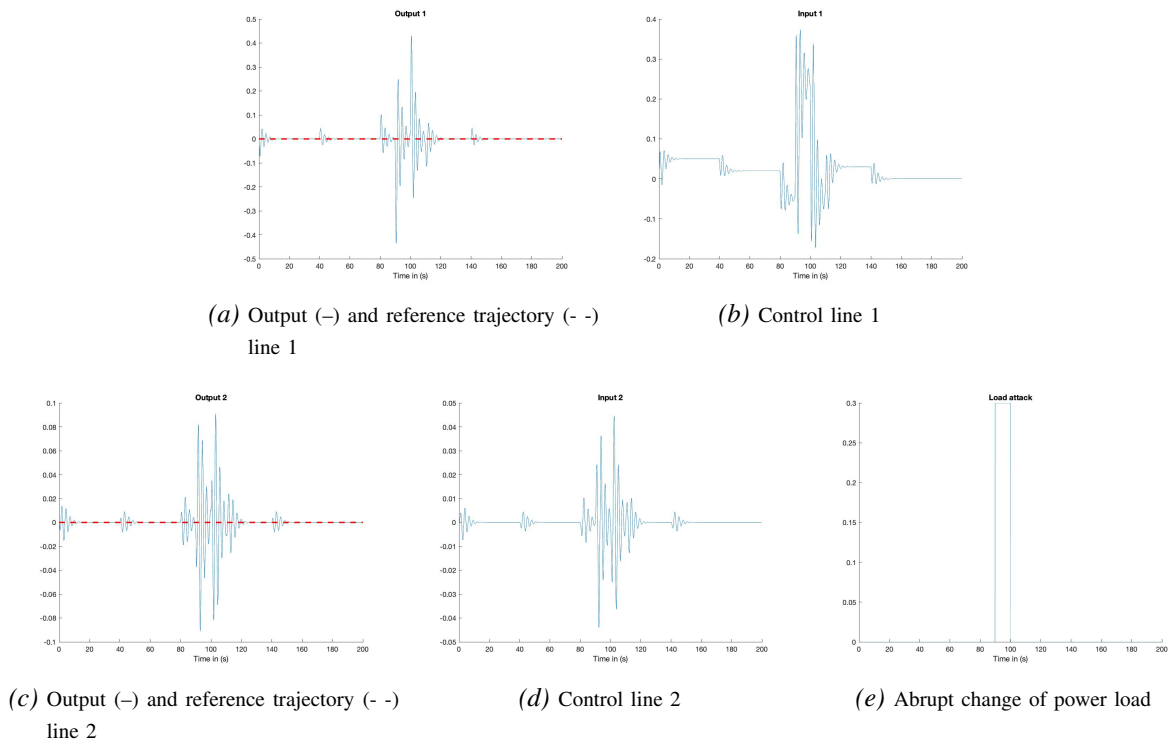 Output 1
0.5
0.4
0.3
0.2
0.1
0
-0.1
-0.2
-0.3
-0.4
-0.5
0 20 40 60 80 100 120 140 160 180 200
Time in (s)
(a) Output (–) and reference trajectory (- -)
line 1
Input 1
0.4
0.3
0.2
0.1
0
-0.1
-0.2
0 20 40 60 80 100 120 140 160 180 200
Time in (s)
(b) Control line 1
Output 2
0.1
0.08
0.06
0.04
0.02
0
-0.02
-0.04
-0.06
-0.08
-0.1
0 20 40 60 80 100 120 140 160 180 200
Time in (s)
(c) Output (–) and reference trajectory (- -)
line 2
Input 2
0.05
0.04
0.03
0.02
0.01
0
-0.01
-0.02
-0.03
-0.04
-0.05
0 20 40 60 80 100 120 140 160 180 200
Time in (s)
(d) Control line 2
Load attack
0.3
0.25
0.2
0.15
0.1
0.05
0
0 20 40 60 80 100 120 140 160 180 200
Time in (s)
(e) Abrupt change of power load